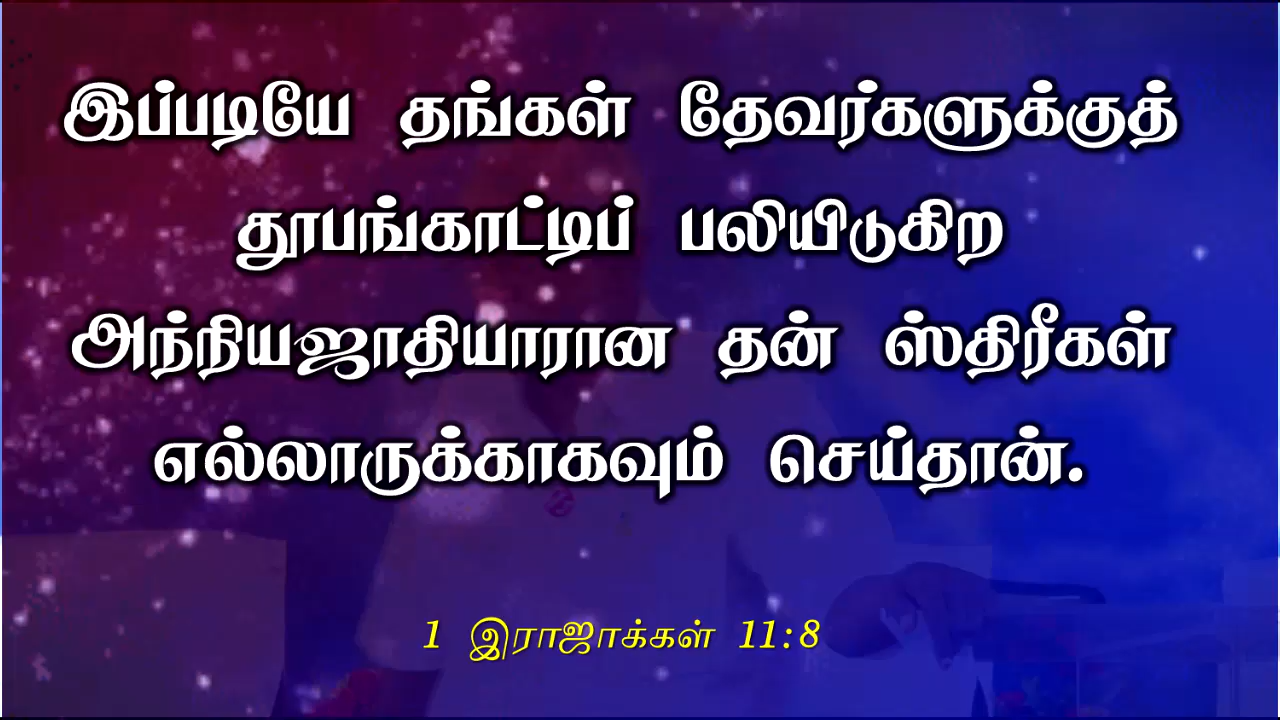 இப்படியே தங்கள் தேவர்களுக்குத்
தூபங்காட்டிப் பலியிடுகிற
அந்நியஜாதியாரான தன் ஸ்திரீகள்
எல்லாருக்காகவும் செய்தான்.
1 இராஜாக்கள் 11:8